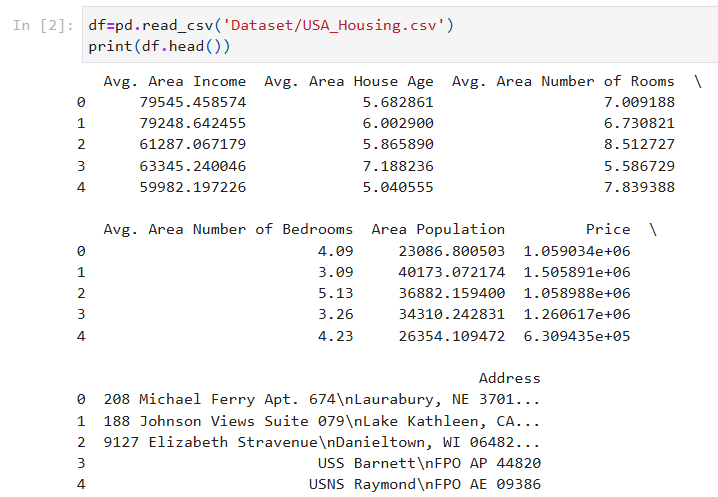 In [2]: df=pd.read_csv('Dataset/USA_Housing.csv')
print(df.head())
Avg. Area Income  Avg. Area House Age  Avg. Area Number of Rooms  \
0      79545.458574             5.682861                   7.009188
1      79248.642455             6.002900                   6.730821
2      61287.067179             5.865890                   8.512727
3      63345.240046             7.188236                   5.586729
4      59982.197226             5.040555                   7.839388
Avg. Area Number of Bedrooms  Area Population         Price  \
0                          4.09     23086.800503  1.059034e+06
1                          3.09     40173.072174  1.505891e+06
2                          5.13     36882.159400  1.058988e+06
3                          3.26     34310.242831  1.260617e+06
4                          4.23     26354.109472  6.309435e+05
Address
0  208 Michael Ferry Apt. 674\nLaurabury, NE 3701...
1  188 Johnson Views Suite 079\nLake Kathleen, CA...
2  9127 Elizabeth Stravenue\nDanieltown, WI 06482...
3                          USS Barnett\nFPO AP 44820
4                         USNS Raymond\nFPO AE 09386